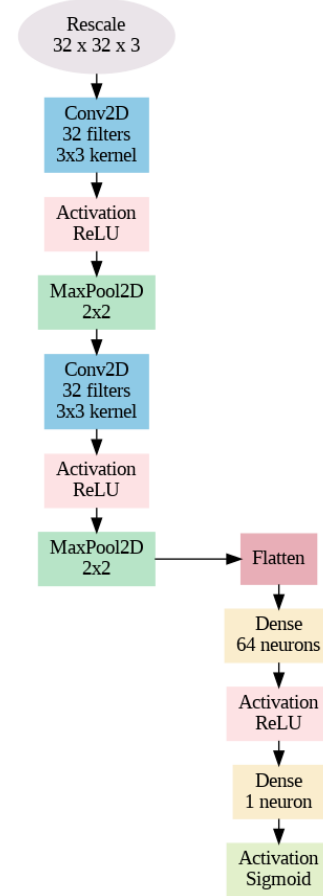 Rescale
32 x 32 x 3
Conv2D
32 filters
3x3 kernel
Activation
ReLU
MaxPool2D
2x2
Conv2D
32 filters
3x3 kernel
Activation
ReLU
MaxPool2D
2x2
Flatten
Dense
64 neurons
Activation
ReLU
Dense
1 neuron
Activation
Sigmoid